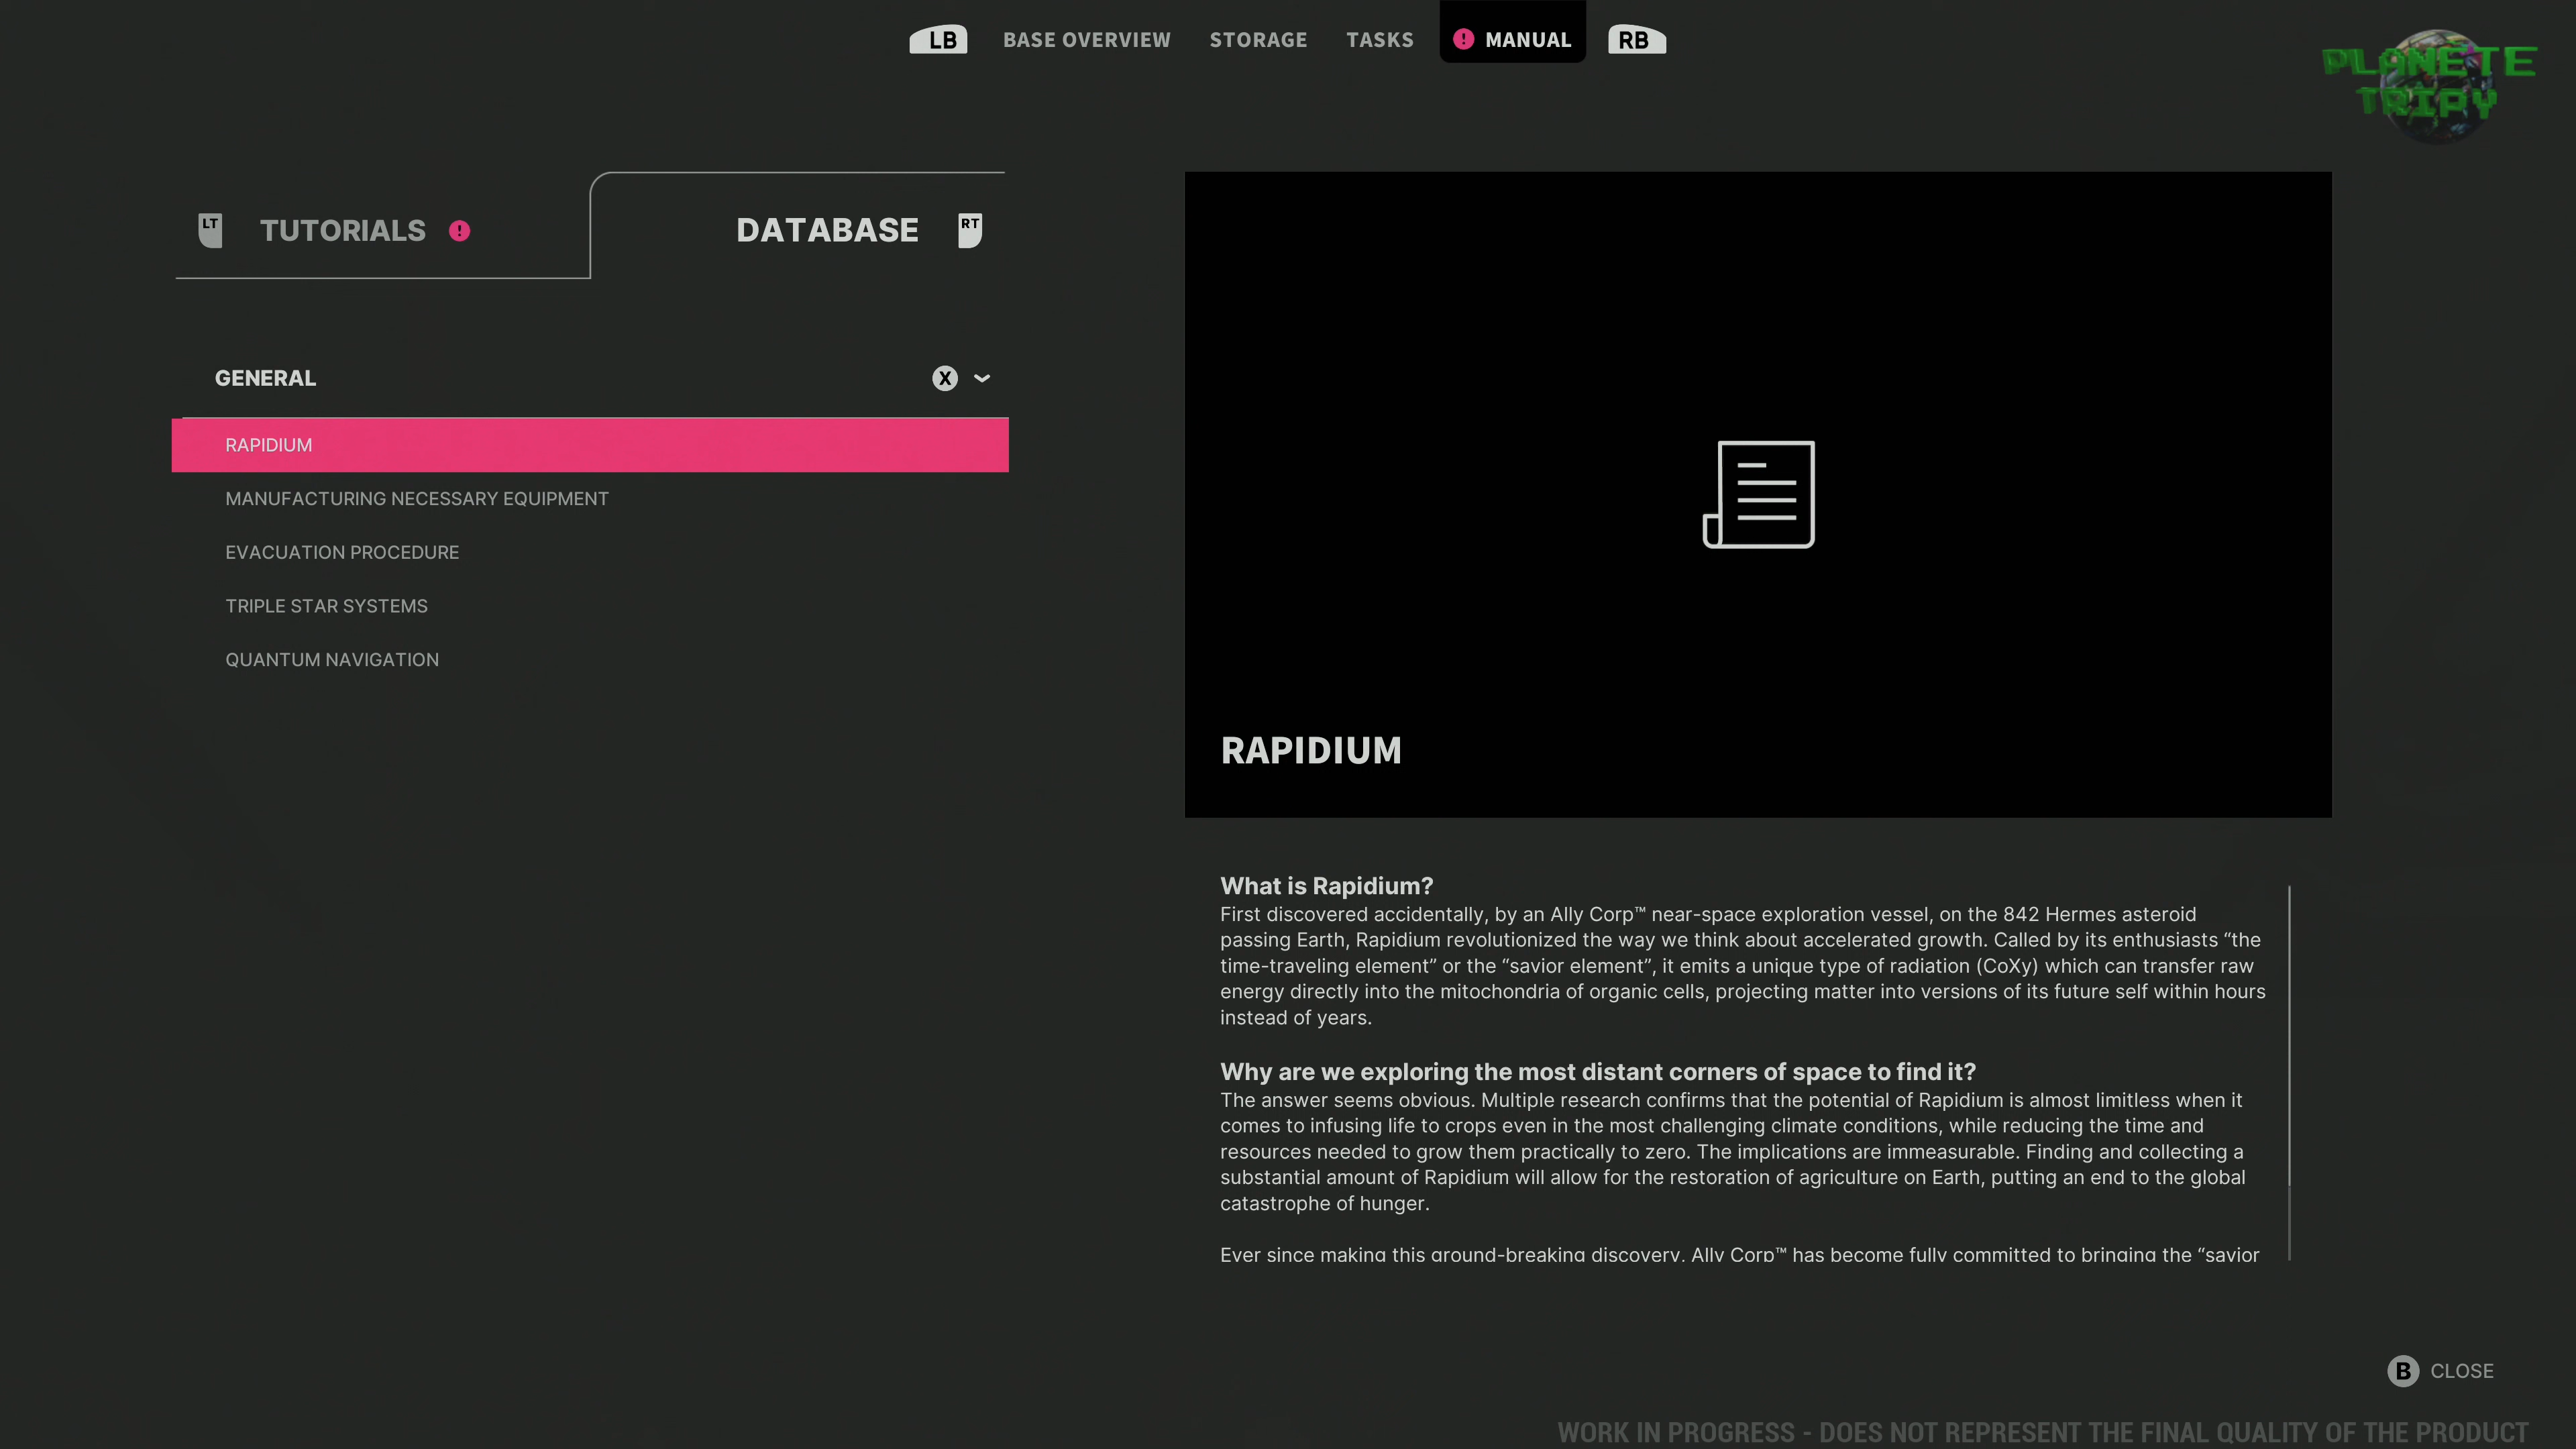 LB BASE OVERVIEW STORAGE TASKS ! MANUAL RB
PLANETE
TRIPY
LT TUTORIALS ! DATABASE RT
GENERAL X
RAPIDIUM
MANUFACTURING NECESSARY EQUIPMENT
EVACUATION PROCEDURE
TRIPLE STAR SYSTEMS
QUANTUM NAVIGATION
RAPIDIUM
What is Rapidium?
First discovered accidentally, by an Ally Corp™ near-space exploration vessel, on the 842 Hermes asteroid
passing Earth, Rapidium revolutionized the way we think about accelerated growth. Called by its enthusiasts “the
time-traveling element” or the “savior element”, it emits a unique type of radiation (CoXy) which can transfer raw
energy directly into the mitochondria of organic cells, projecting matter into versions of its future self within hours
instead of years.
Why are we exploring the most distant corners of space to find it?
The answer seems obvious. Multiple research confirms that the potential of Rapidium is almost limitless when it
comes to infusing life to crops even in the most challenging climate conditions, while reducing the time and
resources needed to grow them practically to zero. The implications are immeasurable. Finding and collecting a
substantial amount of Rapidium will allow for the restoration of agriculture on Earth, putting an end to the global
catastrophe of hunger.
Ever since making this ground-breaking discovery, Ally Corp™ has become fully committed to bringing the “savior
B CLOSE
WORK IN PROGRESS - DOES NOT REPRESENT THE FINAL QUALITY OF THE PRODUCT